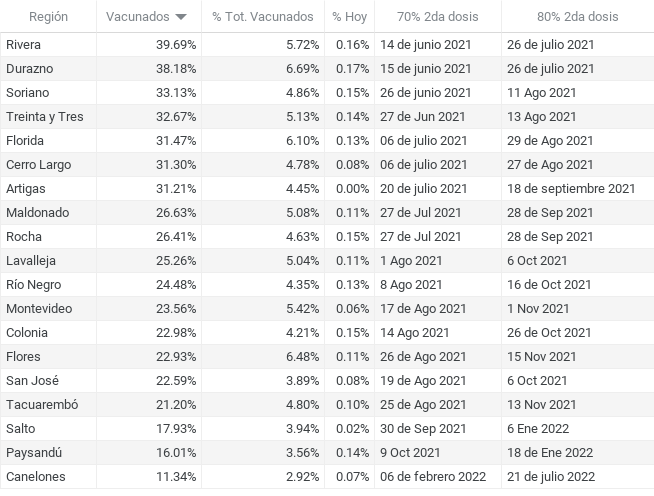 Región Vacunados % Tot. Vacunados % Hoy 70% 2da dosis 80% 2da dosis
Rivera 39.69% 5.72% 0.16% 14 de junio 2021 26 de julio 2021
Durazno 38.18% 6.69% 0.17% 15 de junio 2021 26 de julio 2021
Soriano 33.13% 4.86% 0.15% 26 de junio 2021 11 Ago 2021
Treinta y Tres 32.67% 5.13% 0.14% 27 de Jun 2021 13 Ago 2021
Florida 31.47% 6.10% 0.13% 06 de julio 2021 29 de Ago 2021
Cerro Largo 31.30% 4.78% 0.08% 06 de julio 2021 27 de Ago 2021
Artigas 31.21% 4.45% 0.00% 20 de julio 2021 18 de septiembre 2021
Maldonado 26.63% 5.08% 0.11% 27 de Jul 2021 28 de Sep 2021
Rocha 26.41% 4.63% 0.15% 27 de Jul 2021 28 de Sep 2021
Lavalleja 25.26% 5.04% 0.11% 1 Ago 2021 6 Oct 2021
Río Negro 24.48% 4.35% 0.13% 8 Ago 2021 16 de Oct 2021
Montevideo 23.56% 5.42% 0.06% 17 de Ago 2021 1 Nov 2021
Colonia 22.98% 4.21% 0.15% 14 Ago 2021 26 de Oct 2021
Flores 22.93% 6.48% 0.11% 26 de Ago 2021 15 Nov 2021
San José 22.59% 3.89% 0.08% 19 de Ago 2021 6 Oct 2021
Tacuarembó 21.20% 4.80% 0.10% 25 de Ago 2021 13 Nov 2021
Salto 17.93% 3.94% 0.02% 30 de Sep 2021 6 Ene 2022
Paysandú 16.01% 3.56% 0.14% 9 Oct 2021 18 de Ene 2022
Canelones 11.34% 2.92% 0.07% 06 de febrero 2022 21 de julio 2022